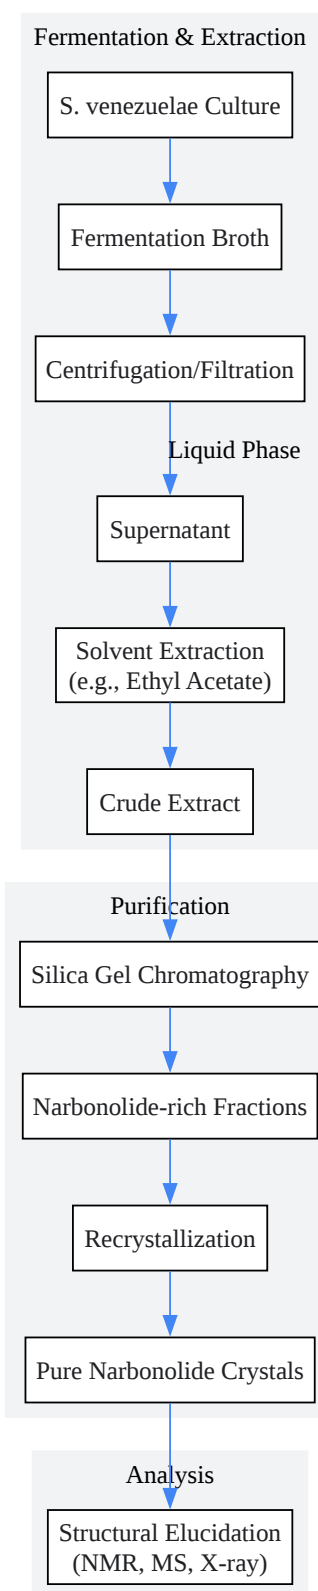 Fermentation & Extraction
S. venezuelae Culture
Fermentation Broth
Centrifugation/Filtration
Liquid Phase
Supernatant
Solvent Extraction
(e.g., Ethyl Acetate)
Crude Extract
Purification
Silica Gel Chromatography
Narbonolide-rich Fractions
Recrystallization
Pure Narbonolide Crystals
Analysis
Structural Elucidation
(NMR, MS, X-ray)